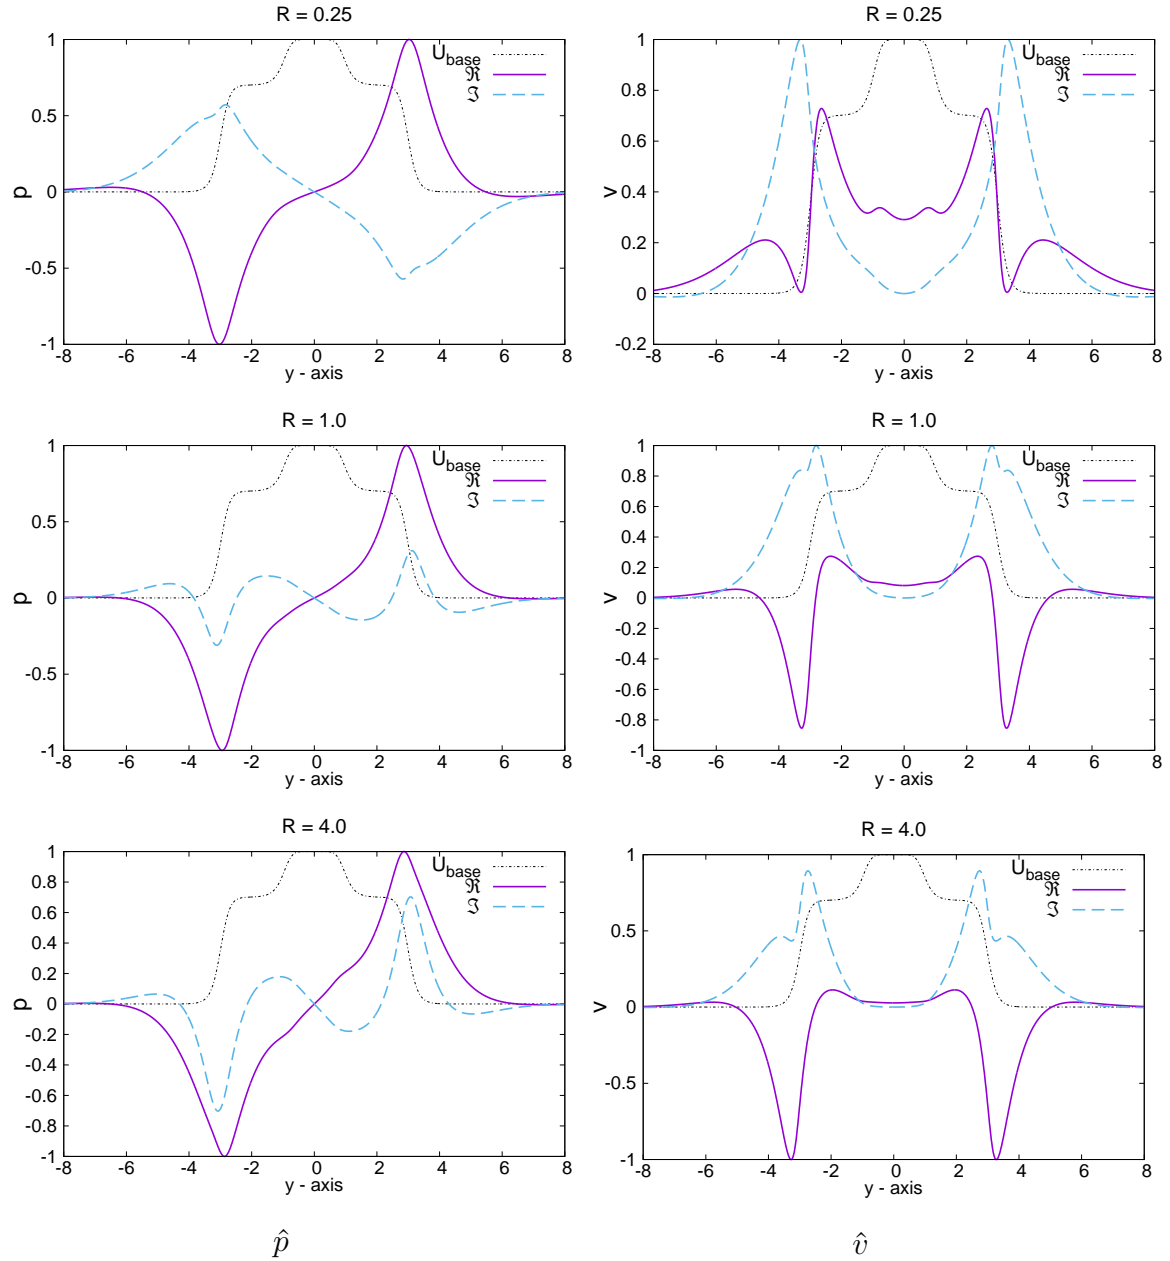 R = 0.25
U_base
ℜ
ℑ
1
0.5
0
-0.5
-1
p
-8 -6 -4 -2 0 2 4 6 8
y - axis
R = 0.25
U_base
ℜ
ℑ
1
0.8
0.6
0.4
0.2
0
-0.2
v
-8 -6 -4 -2 0 2 4 6 8
y - axis
R = 1.0
U_base
ℜ
ℑ
1
0.5
0
-0.5
-1
p
-8 -6 -4 -2 0 2 4 6 8
y - axis
R = 1.0
U_base
ℜ
ℑ
1
0.8
0.6
0.4
0.2
0
-0.2
-0.4
-0.6
-0.8
-1
v
-8 -6 -4 -2 0 2 4 6 8
y - axis
R = 4.0
U_base
ℜ
ℑ
1
0.8
0.6
0.4
0.2
0
-0.2
-0.4
-0.6
-0.8
-1
p
-8 -6 -4 -2 0 2 4 6 8
y - axis
R = 4.0
U_base
ℜ
ℑ
1
0.5
0
-0.5
-1
v
-8 -6 -4 -2 0 2 4 6 8
y - axis
p̂
v̂